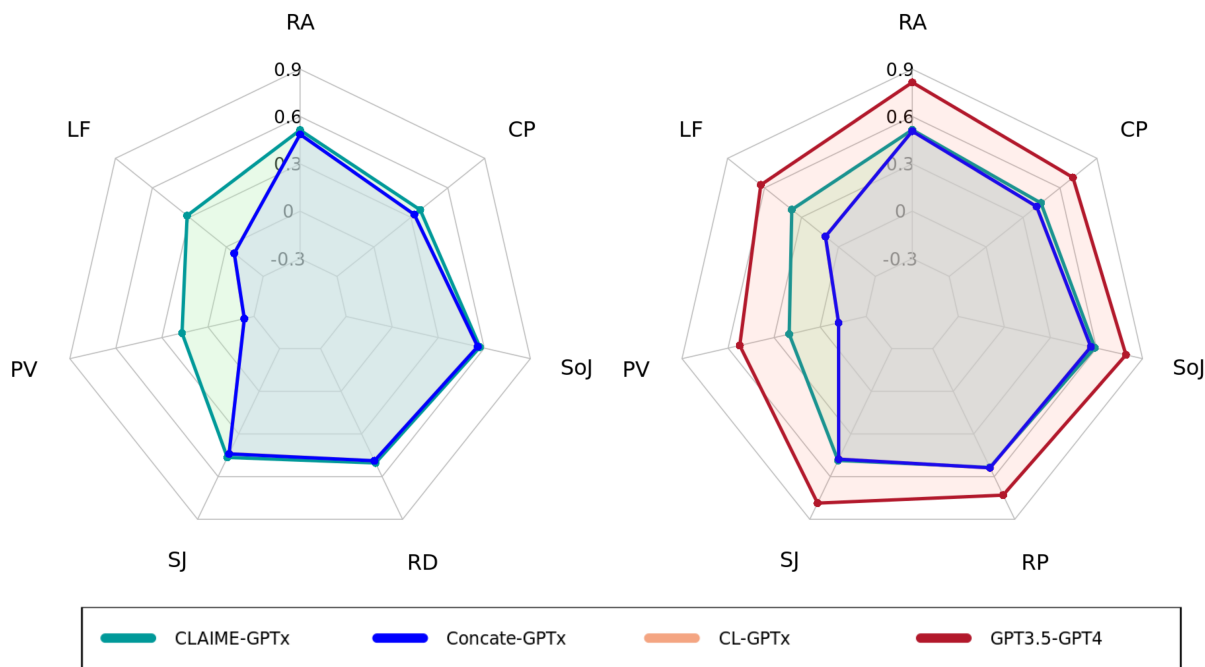 RA
RA
0.9
0.9
LF
CP
LF
CP
0.6
0.6
0.3
0.3
0
0
-0.3
-0.3
PV
SoJ
PV
SoJ
SJ
RD
SJ
RP
CLAIME-GPTx
Concate-GPTx
CL-GPTx
GPT3.5-GPT4